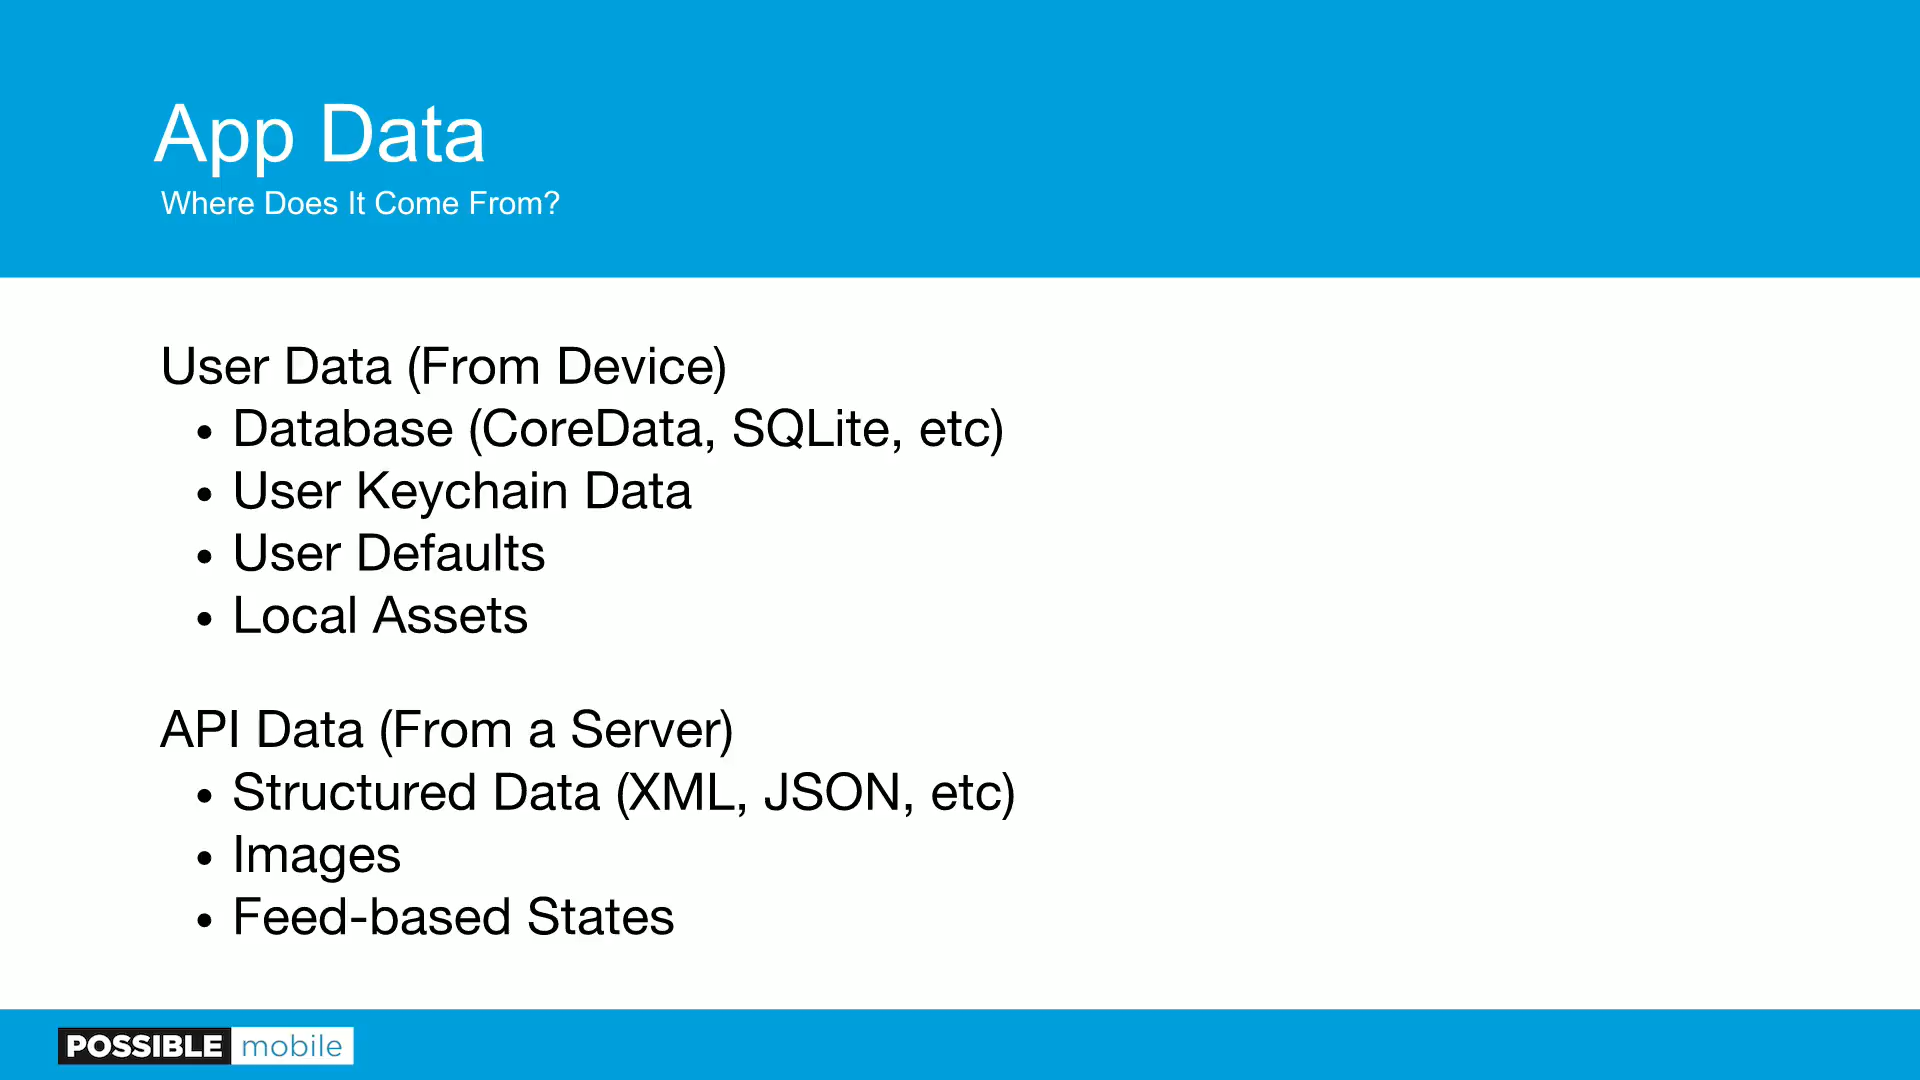 App Data
Where Does It Come From?
User Data (From Device)
• Database (CoreData, SQLite, etc)
• User Keychain Data
• User Defaults
• Local Assets
API Data (From a Server)
• Structured Data (XML, JSON, etc)
• Images
• Feed-based States
POSSIBLE mobile